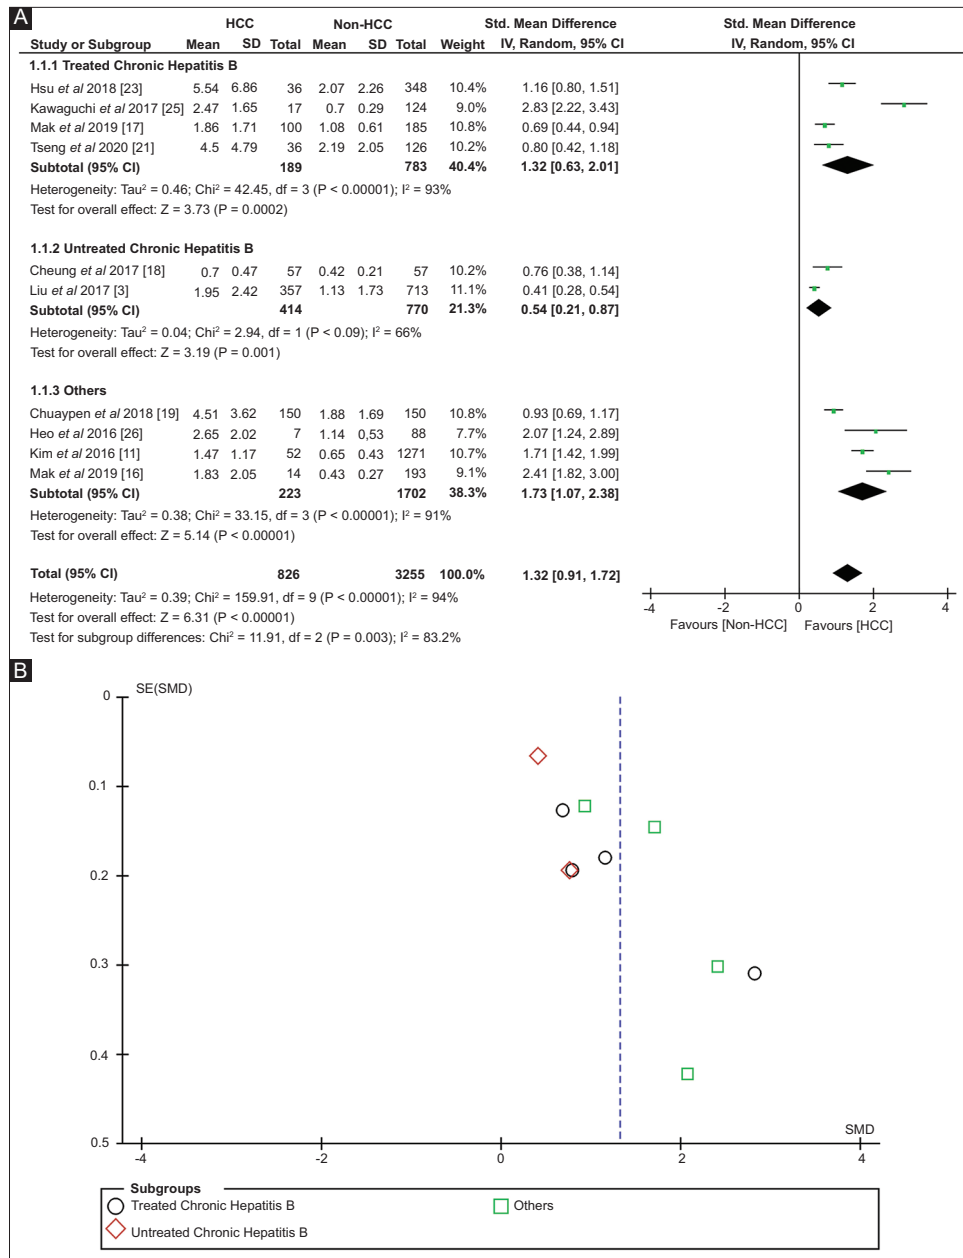 A
HCC Non-HCC Std. Mean Difference Std. Mean Difference
Study or Subgroup Mean SD Total Mean SD Total Weight IV, Random, 95% CI IV, Random, 95% CI
1.1.1 Treated Chronic Hepatitis B
Hsu et al 2018 [23] 5.54 6.86 36 2.07 2.26 348 10.4% 1.16 [0.80, 1.51]
Kawaguchi et al 2017 [25] 2.47 1.65 17 0.7 0.29 124 9.0% 2.83 [2.22, 3.43]
Mak et al 2019 [17] 1.86 1.71 100 1.08 0.61 185 10.8% 0.69 [0.44, 0.94]
Tseng et al 2020 [21] 4.5 4.79 36 2.19 2.05 126 10.2% 0.80 [0.42, 1.18]
Subtotal (95% CI) 189 783 40.4% 1.32 [0.63, 2.01]
Heterogeneity: Tau² = 0.46; Chi² = 42.45, df = 3 (P < 0.00001); I² = 93%
Test for overall effect: Z = 3.73 (P = 0.0002)
1.1.2 Untreated Chronic Hepatitis B
Cheung et al 2017 [18] 0.7 0.47 57 0.42 0.21 57 10.2% 0.76 [0.38, 1.14]
Liu et al 2017 [3] 1.95 2.42 357 1.13 1.73 713 11.1% 0.41 [0.28, 0.54]
Subtotal (95% CI) 414 770 21.3% 0.54 [0.21, 0.87]
Heterogeneity: Tau² = 0.04; Chi² = 2.94, df = 1 (P < 0.09); I² = 66%
Test for overall effect: Z = 3.19 (P = 0.001)
1.1.3 Others
Chuaypen et al 2018 [19] 4.51 3.62 150 1.88 1.69 150 10.8% 0.93 [0.69, 1.17]
Heo et al 2016 [26] 2.65 2.02 7 1.14 0,53 88 7.7% 2.07 [1.24, 2.89]
Kim et al 2016 [11] 1.47 1.17 52 0.65 0.43 1271 10.7% 1.71 [1.42, 1.99]
Mak et al 2019 [16] 1.83 2.05 14 0.43 0.27 193 9.1% 2.41 [1.82, 3.00]
Subtotal (95% CI) 223 1702 38.3% 1.73 [1.07, 2.38]
Heterogeneity: Tau² = 0.38; Chi² = 33.15, df = 3 (P < 0.00001); I² = 91%
Test for overall effect: Z = 5.14 (P < 0.00001)
Total (95% CI) 826 3255 100.0% 1.32 [0.91, 1.72]
Heterogeneity: Tau² = 0.39; Chi² = 159.91, df = 9 (P < 0.00001); I² = 94%
Test for overall effect: Z = 6.31 (P < 0.00001)
Test for subgroup differences: Chi² = 11.91, df = 2 (P = 0.003); I² = 83.2%
-4 -2 0 2 4
Favours [Non-HCC] Favours [HCC]
B
SE(SMD)
0
0.1
0.2
0.3
0.4
0.5
SMD
-4 -2 0 2 4
Subgroups
Treated Chronic Hepatitis B Others
Untreated Chronic Hepatitis B